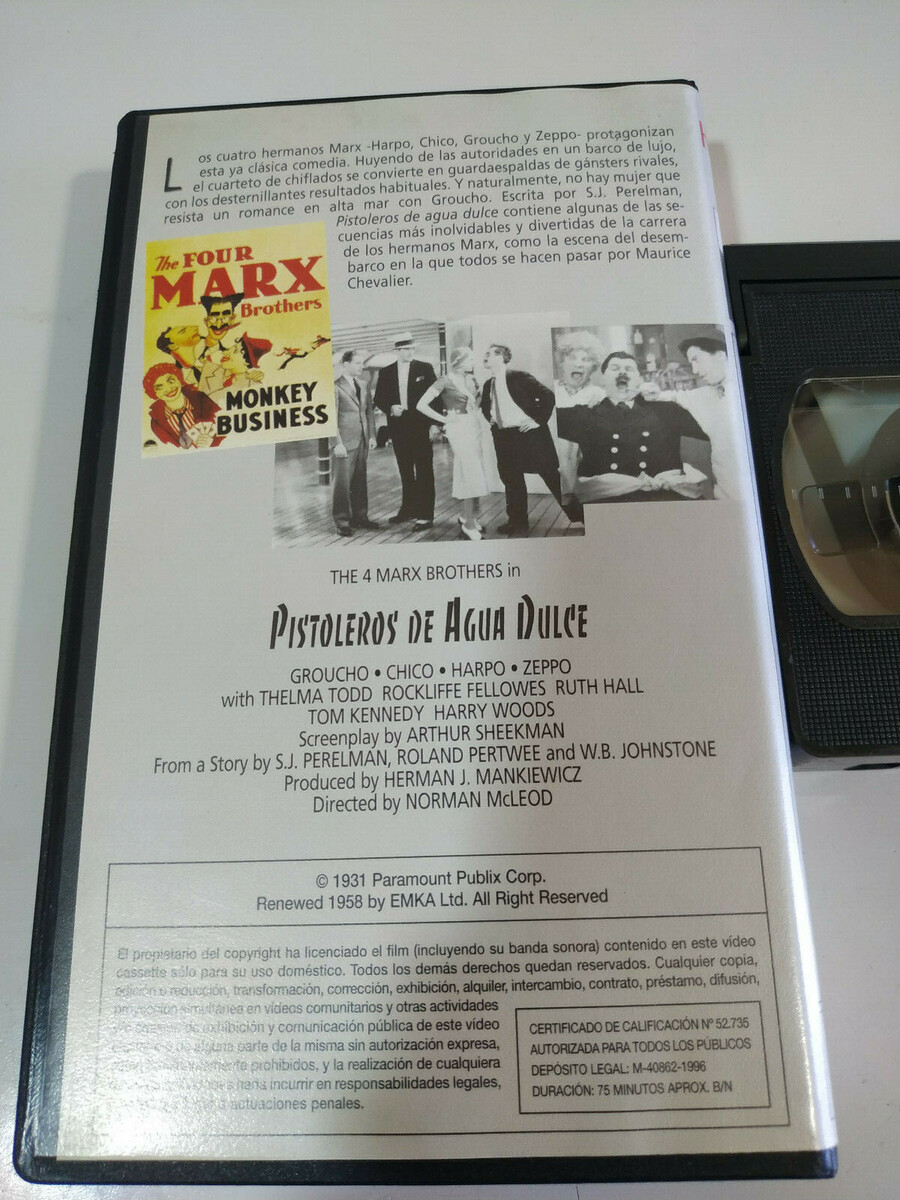 Los cuatro hermanos Marx -Harpo, Chico, Groucho y Zeppo- protagonizan
esta ya clásica comedia. Huyendo de las autoridades en un barco de lujo,
el cuarteto de chiflados se convierte en guardaespaldas de gánsters rivales,
con los desternillantes resultados habituales. Y naturalmente, no hay mujer que
resista un romance en alta mar con Groucho. Escrita por S.J. Perelman,
Pistoleros de agua dulce contiene algunas de las se-
cuencias más inolvidables y divertidas de la carrera
de los hermanos Marx, como la escena del desem-
barco en la que todos se hacen pasar por Maurice
Chevalier.
The FOUR
MARX
Brothers
MONKEY
BUSINESS
THE 4 MARX BROTHERS in
PISTOLEROS DE AGUA DULCE
GROUCHO • CHICO • HARPO • ZEPPO
with THELMA TODD ROCKLIFFE FELLOWES RUTH HALL
TOM KENNEDY HARRY WOODS
Screenplay by ARTHUR SHEEKMAN
From a Story by S.J. PERELMAN, ROLAND PERTWEE and W.B. JOHNSTONE
Produced by HERMAN J. MANKIEWICZ
Directed by NORMAN McLEOD
© 1931 Paramount Publix Corp.
Renewed 1958 by EMKA Ltd. All Right Reserved
El propietario del copyright ha licenciado el film (incluyendo su banda sonora) contenido en este vídeo
cassette sólo para su uso doméstico. Todos los demás derechos quedan reservados. Cualquier copia,
edición o reducción, transformación, corrección, exhibición, alquiler, intercambio, contrato, préstamo, difusión,
simultánea en vídeos comunitarios y otras actividades
de exhibición y comunicación pública de este vídeo
o de alguna parte de la misma sin autorización expresa,
prohibidos, y la realización de cualquiera
hará incurrir en responsabilidades legales,
actuaciones penales.
CERTIFICADO DE CALIFICACIÓN Nº 52.735
AUTORIZADA PARA TODOS LOS PÚBLICOS
DEPÓSITO LEGAL: M-40862-1996
DURACIÓN: 75 MINUTOS APROX. B/N